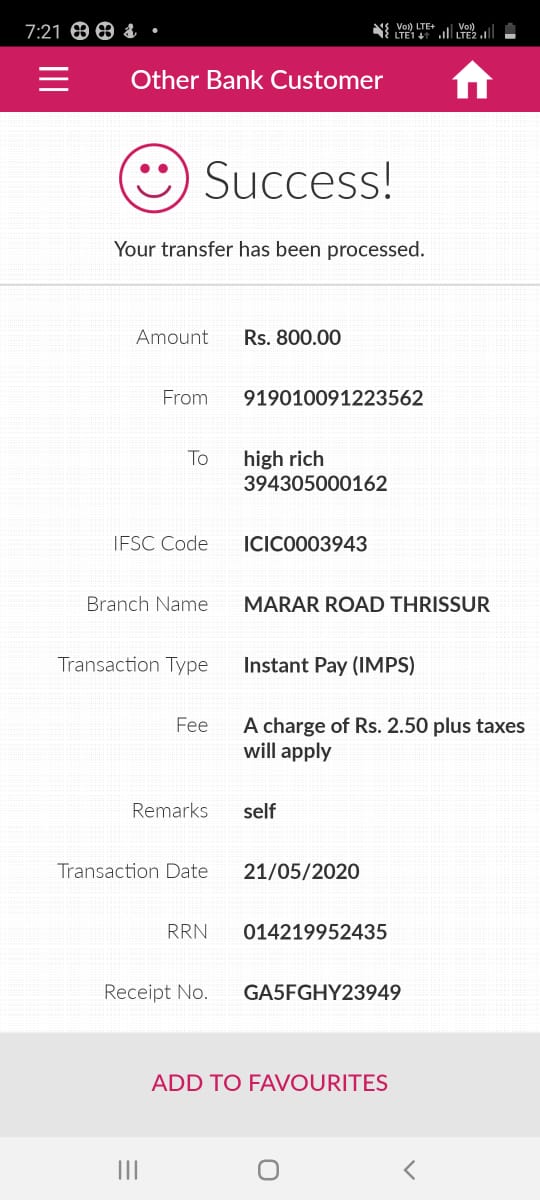 7:21
Vo)) LTE+ Vo))
LTE1 LTE2
Other Bank Customer
Success!
Your transfer has been processed.
Amount Rs. 800.00
From 919010091223562
To high rich
394305000162
IFSC Code ICIC0003943
Branch Name MARAR ROAD THRISSUR
Transaction Type Instant Pay (IMPS)
Fee A charge of Rs. 2.50 plus taxes
will apply
Remarks self
Transaction Date 21/05/2020
RRN 014219952435
Receipt No. GA5FGHY23949
ADD TO FAVOURITES